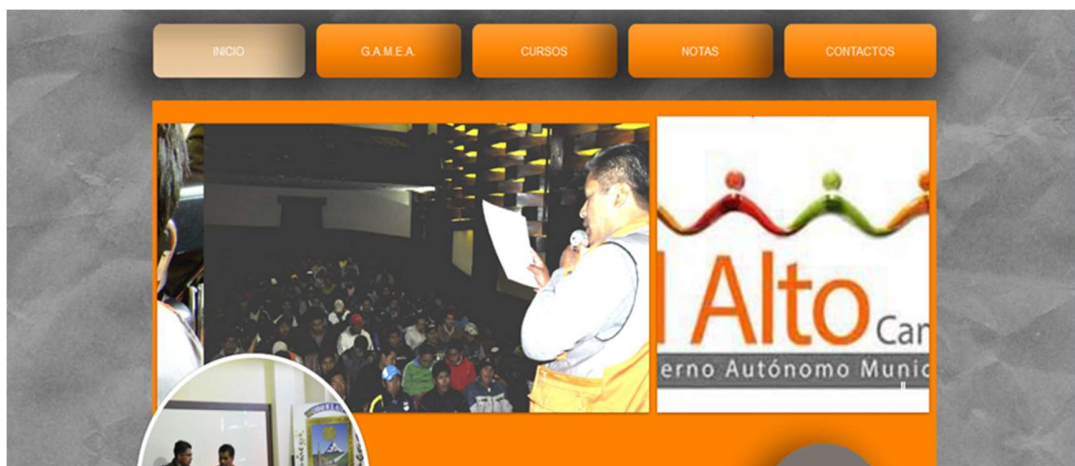 INICIO
G.A.M.E.A.
CURSOS
NOTAS
CONTACTOS
l Alto Car
erno Autónomo Munic